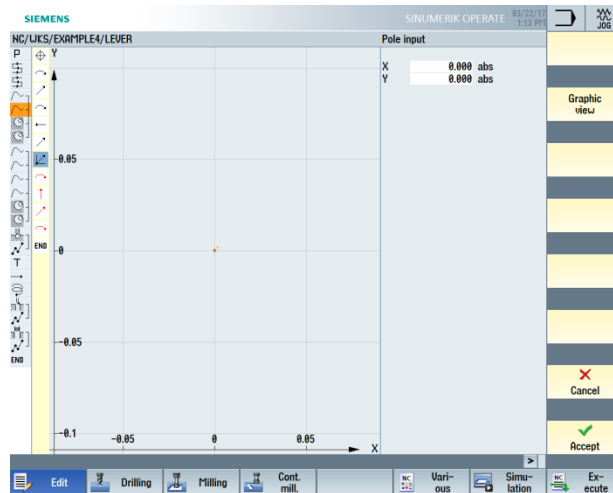 SIEMENS
SINUMERIK OPERATE
03/22/17
1:13 PM
JOG
NC/WKS/EXAMPLE4/LEVER
Pole input
P
Y
X 0.000 abs
Y 0.000 abs
Graphic
view
0.05
END
0
T
-0.05
END
-0.1
-0.05
0
0.05
X
Cancel
Accept
>
Edit
Drilling
Milling
Cont.
mill.
NC
Vari-
ous
Simu-
lation
NC
Ex-
ecute